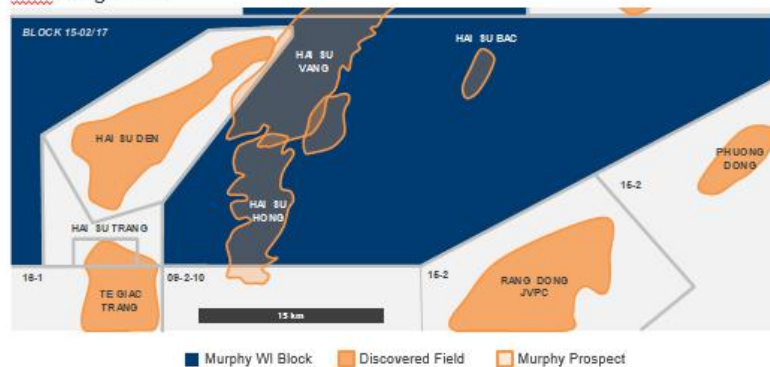 BLOCK 15-02/17
HAI SU BAC
HAI SU
VANG
HAI SU DEN
PHUONG
DONG
15-2
HAI SU
HONG
HAI SU TRANG
16-1
09-2-10
15-2
TE GIAC
TRANG
RANG DONG
JVPC
15 km
Murphy WI Block
Discovered Field
Murphy Prospect